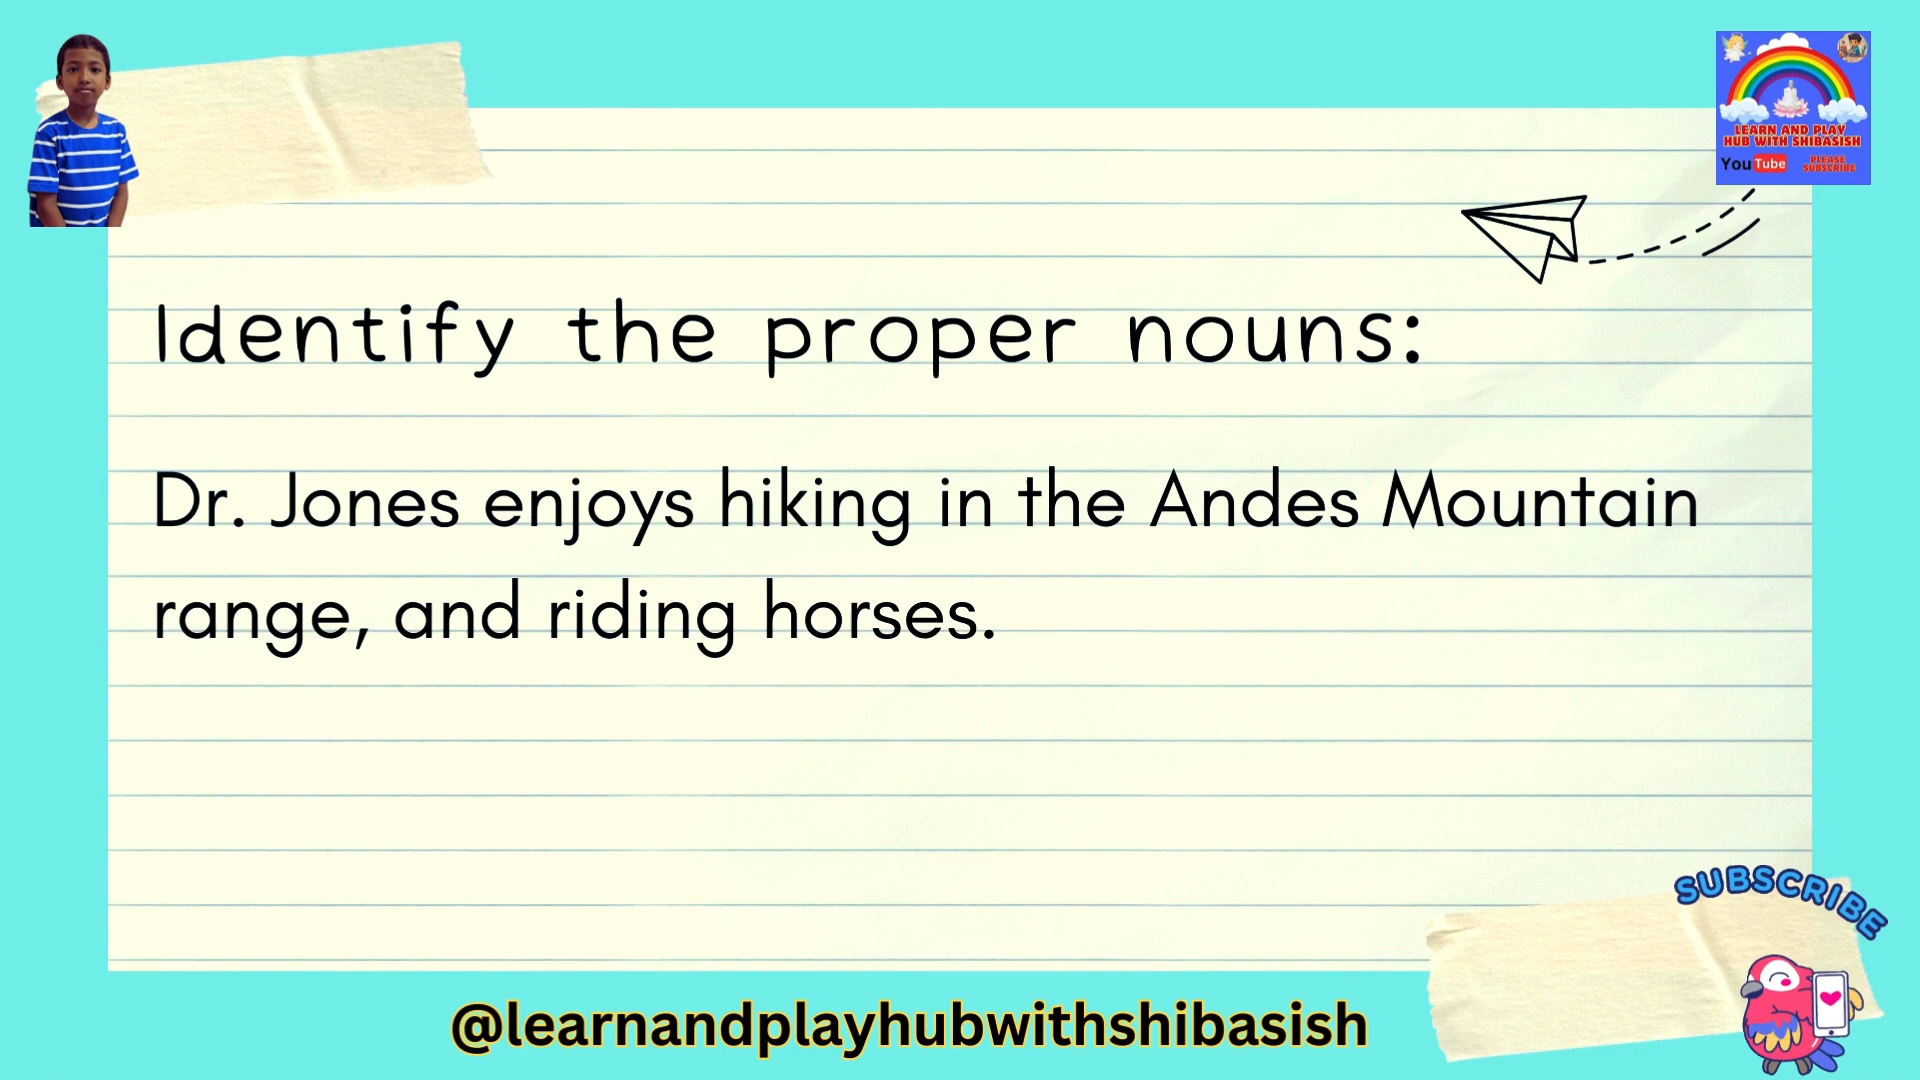 LEARN AND PLAY
HUB WITH SHIBASISH
YouTube
PLEASE
SUBSCRIBE
Identify the proper nouns:
Dr. Jones enjoys hiking in the Andes Mountain
range, and riding horses.
SUBSCRIBE
@learnandplayhubwithshibasish